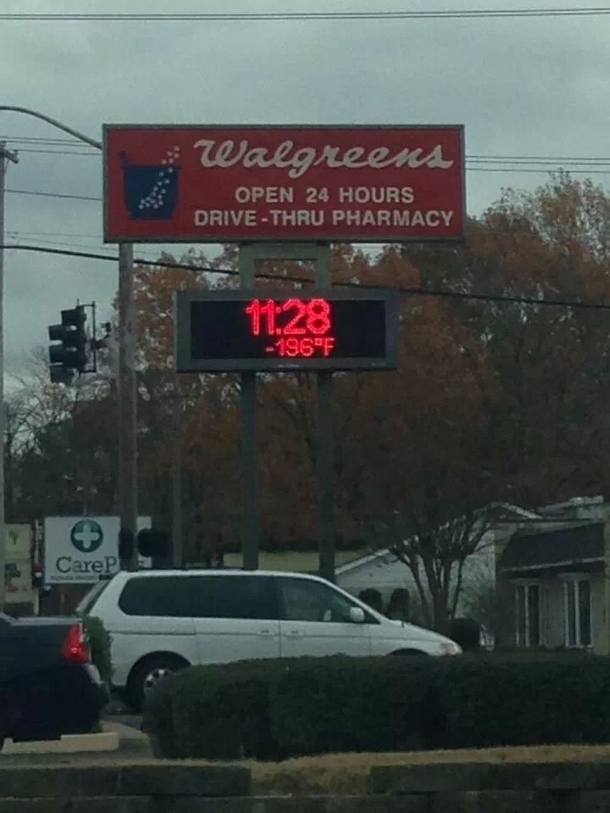 Walgreens
OPEN 24 HOURS
DRIVE-THRU PHARMACY
11:28
-196°F
CareP